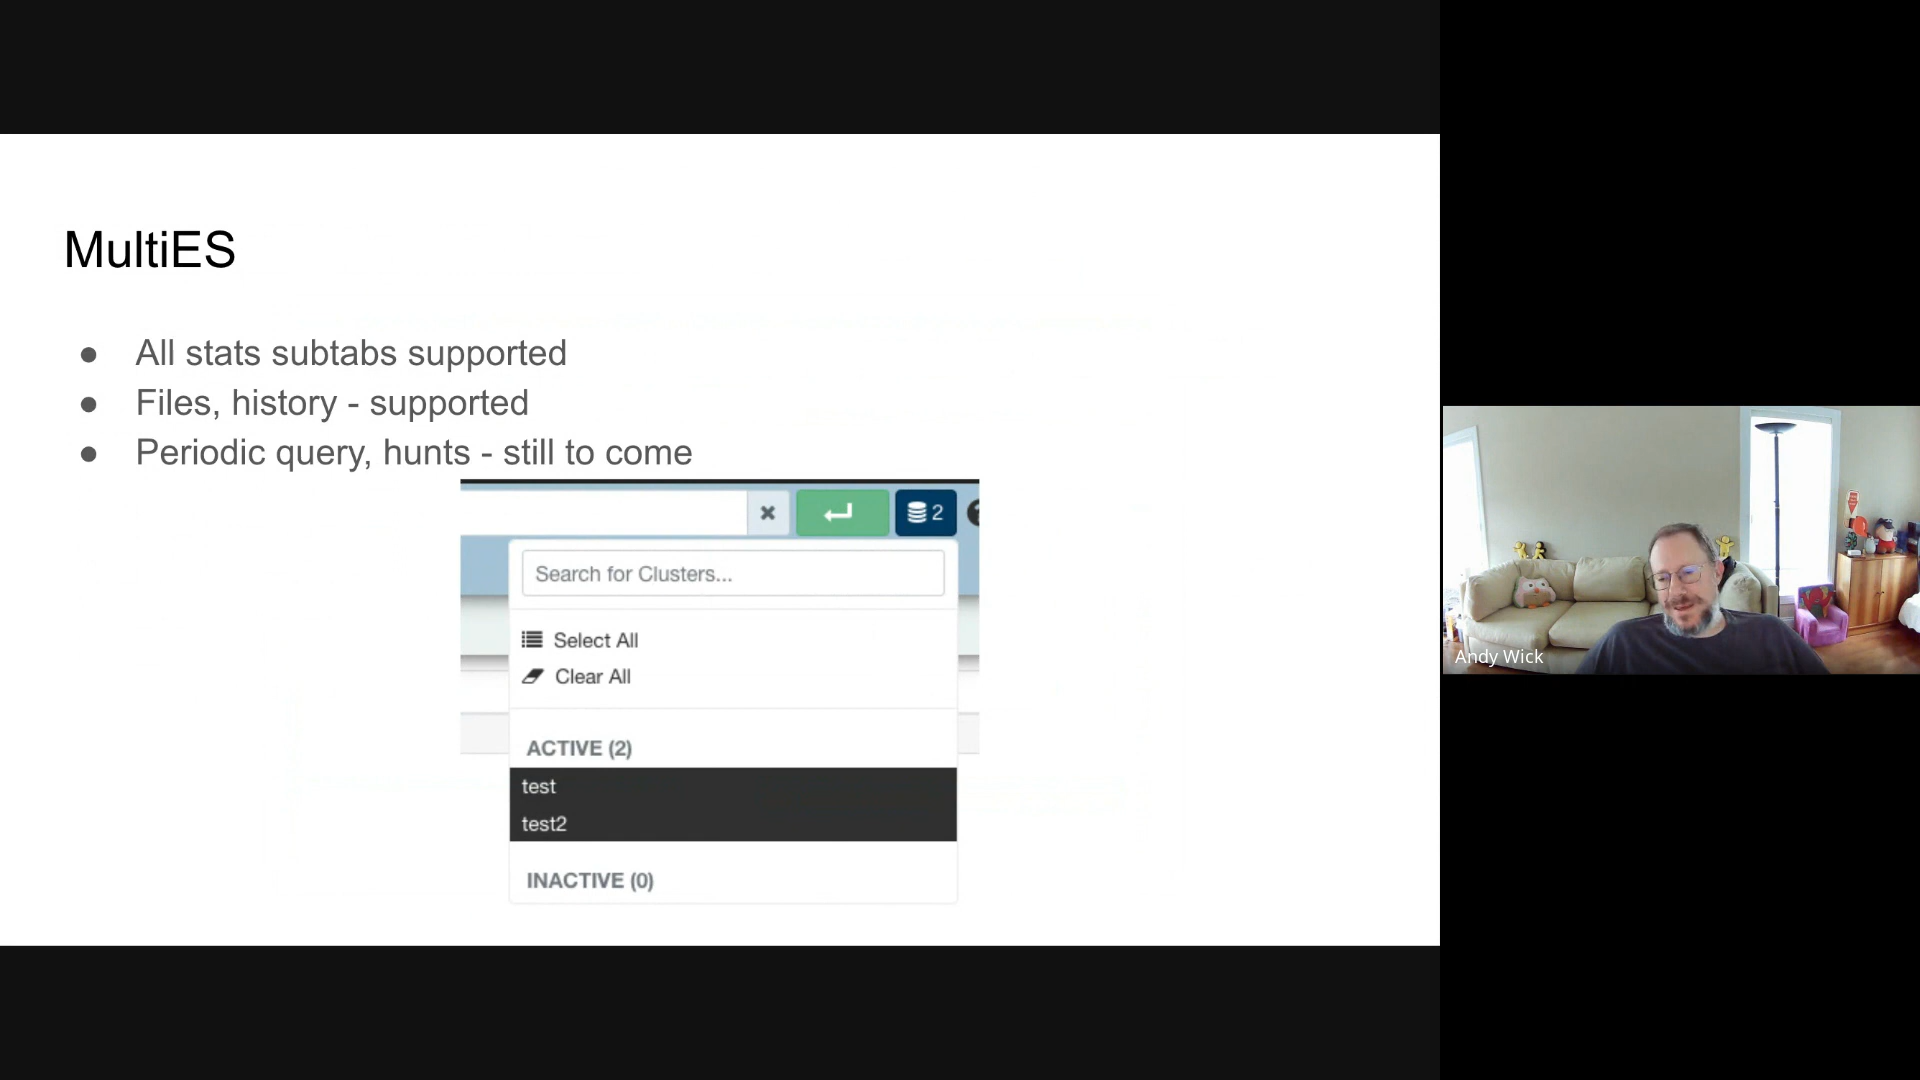 MultiES
● All stats subtabs supported
● Files, history - supported
● Periodic query, hunts - still to come
2
Search for Clusters...
Select All
Clear All
ACTIVE (2)
test
test2
INACTIVE (0)
Andy Wick